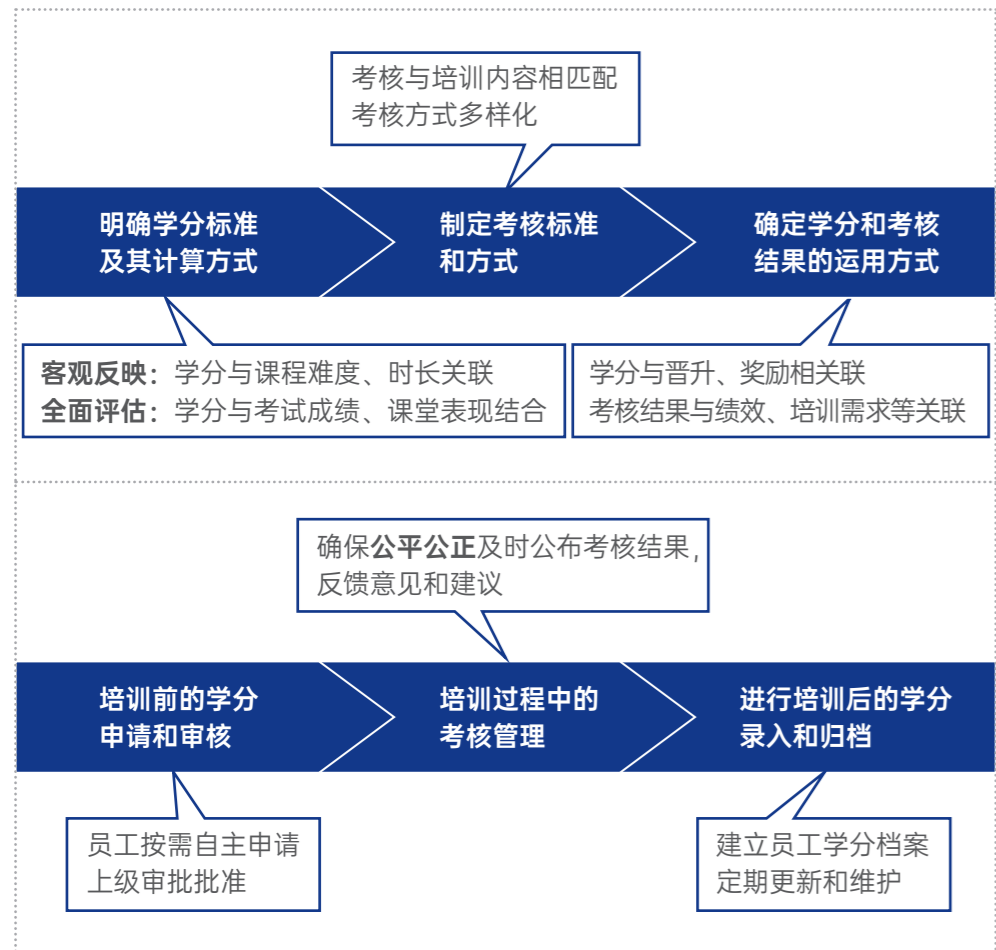 考核与培训内容相匹配
考核方式多样化
明确学分标准
及其计算方式
制定考核标准
和方式
确定学分和考核
结果的运用方式
客观反映：学分与课程难度、时长关联
全面评估：学分与考试成绩、课堂表现结合
学分与晋升、奖励相关联
考核结果与绩效、培训需求等关联
确保公平公正及时公布考核结果，
反馈意见和建议
培训前的学分
申请和审核
培训过程中的
考核管理
进行培训后的学分
录入和归档
员工按需自主申请
上级审批批准
建立员工学分档案
定期更新和维护